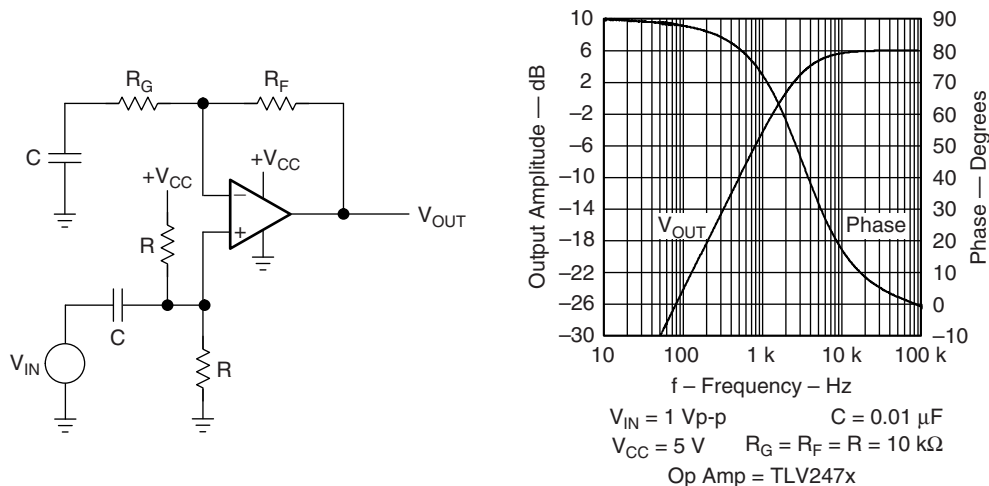 R_G
R_F
C
+V_CC
+V_CC
−
+
R
V_OUT
C
V_IN
R
Output Amplitude — dB
10
6
2
−2
−6
−10
−14
−18
−22
−26
−30
90
80
70
60
50
40
30
20
10
0
−10
Phase — Degrees
V_OUT
Phase
10
100
1 k
10 k
100 k
f – Frequency – Hz
V_IN = 1 Vp-p C = 0.01 μF
V_CC = 5 V R_G = R_F = R = 10 kΩ
Op Amp = TLV247x